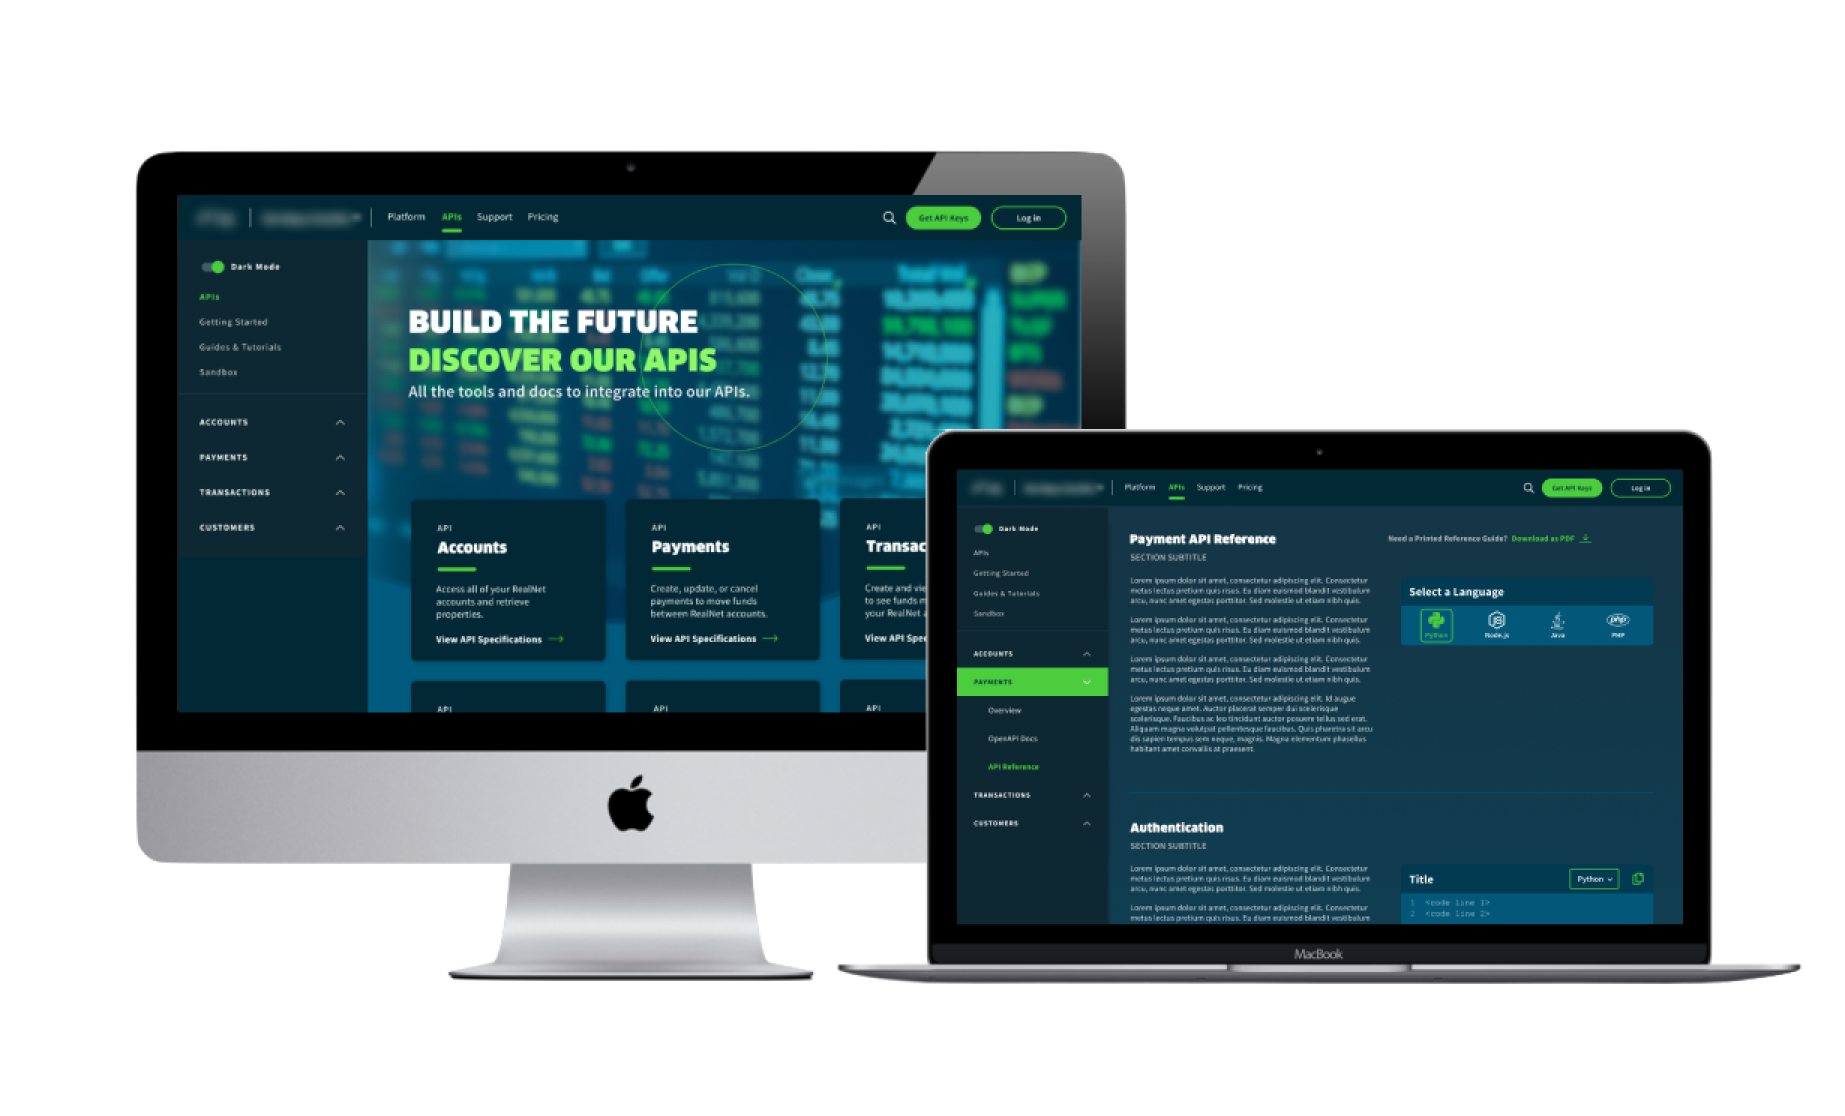 Platform APIs Support Pricing
Get API Keys
Log in
Dark Mode
APIs
Getting Started
Guides & Tutorials
Sandbox
ACCOUNTS
PAYMENTS
TRANSACTIONS
CUSTOMERS
BUILD THE FUTURE
DISCOVER OUR APIS
All the tools and docs to integrate into our APIs.
API
Accounts
Access all of your RealNet
accounts and retrieve
properties.
View API Specifications
API
Payments
Create, update, or cancel
payments to move funds
between RealNet accounts.
View API Specifications
API
Transac
Create and vie
to see funds m
your RealNet
View API Spe
API
API
API
Platform APIs Support Pricing
Get API Keys
Log in
Dark Mode
APIs
Getting Started
Guides & Tutorials
Sandbox
ACCOUNTS
PAYMENTS
Overview
OpenAPI Docs
API Reference
TRANSACTIONS
CUSTOMERS
Payment API Reference
SECTION SUBTITLE
Need a Printed Reference Guide? Download as PDF
Lorem ipsum dolor sit amet, consectetur adipiscing elit. Consectetur
metus lectus pretium quis risus. Eu diam euismod blandit vestibulum
arcu, nunc amet egestas porttitor. Sed molestie ut etiam nibh quis.
Lorem ipsum dolor sit amet, consectetur adipiscing elit. Consectetur
metus lectus pretium quis risus. Eu diam euismod blandit vestibulum
arcu, nunc amet egestas porttitor. Sed molestie ut etiam nibh quis.
Lorem ipsum dolor sit amet, consectetur adipiscing elit. Consectetur
metus lectus pretium quis risus. Eu diam euismod blandit vestibulum
arcu, nunc amet egestas porttitor. Sed molestie ut etiam nibh quis.
Lorem ipsum dolor sit amet, consectetur adipiscing elit. Id augue
egestas neque amet. Auctor placerat semper dui scelerisque
scelerisque. Faucibus ac leo tincidunt auctor posuere tellus sed erat.
Aliquam magna volutpat pellentesque faucibus. Quis pharetra sit arcu
dis sapien tempus sem neque, magnis. Magna elementum phasellus
habitant amet convallis at praesent.
Select a Language
Python
JS
Node.js
Java
php
PHP
Authentication
SECTION SUBTITLE
Lorem ipsum dolor sit amet, consectetur adipiscing elit. Consectetur
metus lectus pretium quis risus. Eu diam euismod blandit vestibulum
arcu, nunc amet egestas porttitor. Sed molestie ut etiam nibh quis.
Lorem ipsum dolor sit amet, consectetur adipiscing elit. Consectetur
metus lectus pretium quis risus. Eu diam euismod blandit vestibulum
Title
Python
1 <code line 1>
2 <code line 2>
MacBook